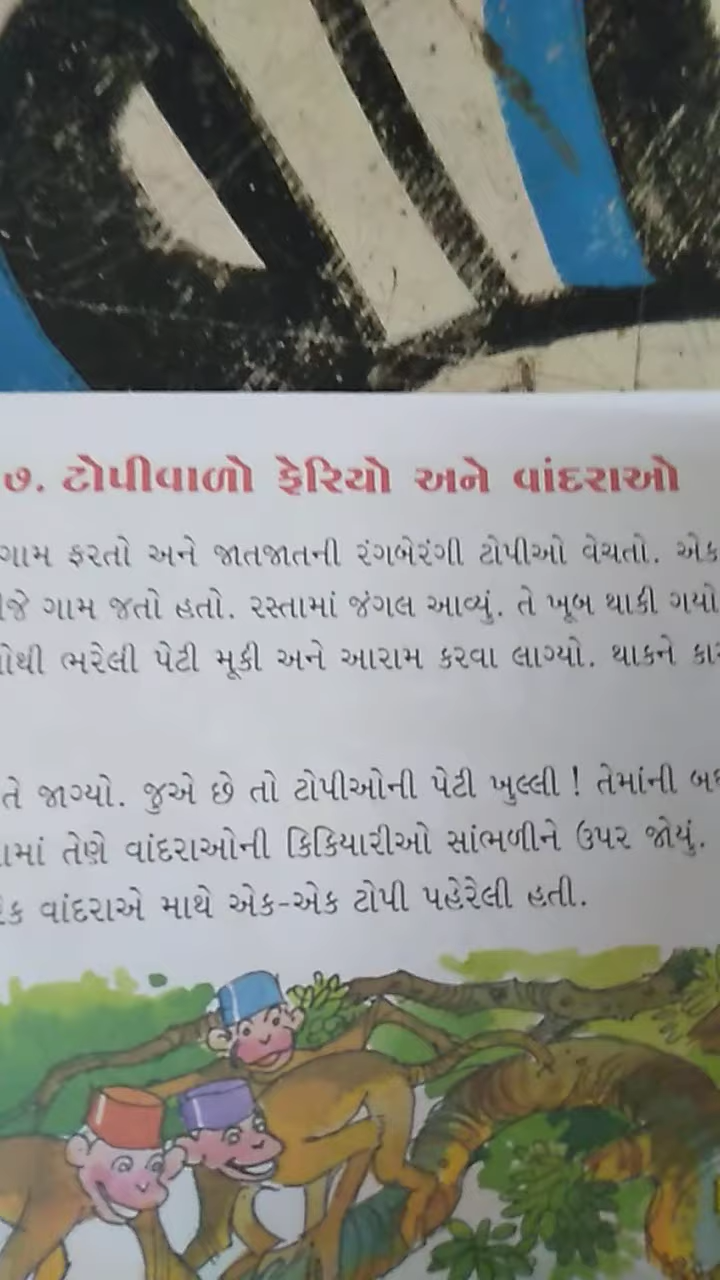 ૭. ટોપીવાળો ફેરિયો અને વાંદરાઓ
ગામ ફરતો અને જાતજાતની રંગબેરંગી ટોપીઓ વેચતો. એક
ગામ જતો હતો. રસ્તામાં જંગલ આવ્યું. તે ખૂબ થાકી ગયો
ભરેલી પેટી મૂકી અને આરામ કરવા લાગ્યો. થાકને
તે જાગ્યો. જુએ છે તો ટોપીઓની પેટી ખુલ્લી ! તેમાંની
તેણે વાંદરાઓની કિકિયારીઓ સાંભળીને ઉપર જોયું.
વાંદરાએ માથે એક-એક ટોપી પહેરેલી હતી.